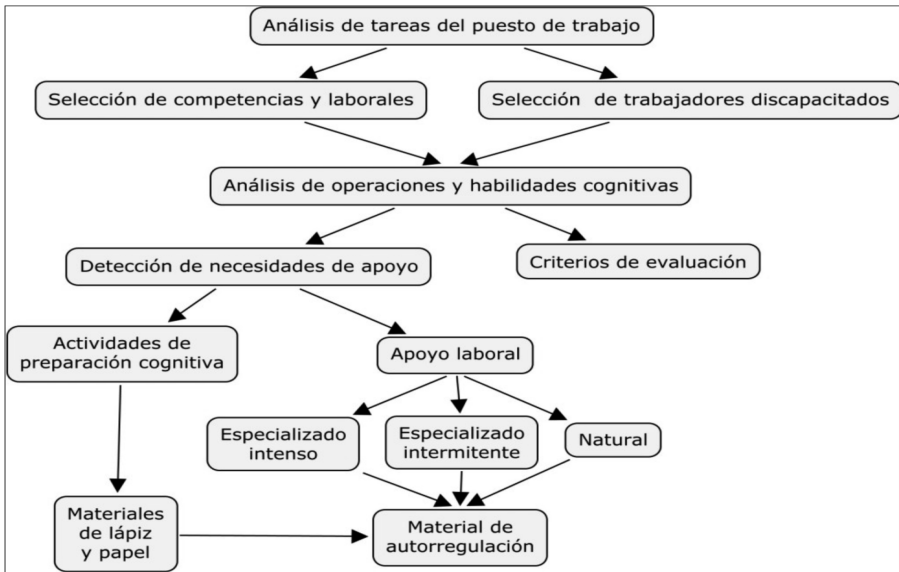 Análisis de tareas del puesto de trabajo
Selección de competencias y laborales
Selección de trabajadores discapacitados
Análisis de operaciones y habilidades cognitivas
Detección de necesidades de apoyo
Criterios de evaluación
Actividades de
preparación cognitiva
Apoyo laboral
Especializado
intenso
Especializado
intermitente
Natural
Materiales
de lápiz
y papel
Material de
autorregulación